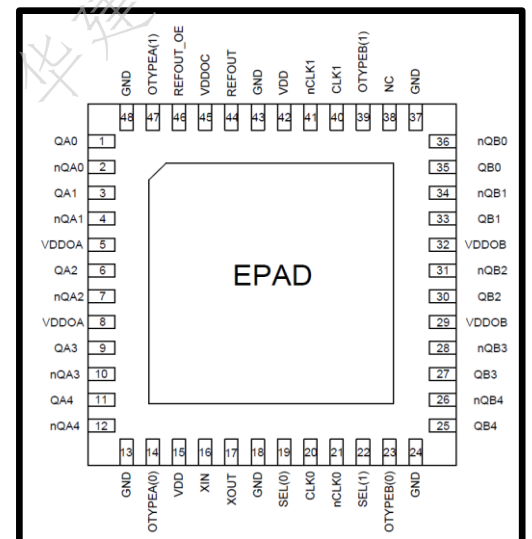 华建
GND OTYPEA(1) REFOUT_OE VDDOC REFOUT GND VDD nCLK1 CLK1 OTYPEB(1) NC GND
48 47 46 45 44 43 42 41 40 39 38 37
QA0 1 36 nQB0
nQA0 2 35 QB0
QA1 3 34 nQB1
nQA1 4 33 QB1
VDDOA 5 32 VDDOB
QA2 6 31 nQB2
nQA2 7 30 QB2
VDDOA 8 29 VDDOB
QA3 9 28 nQB3
nQA3 10 27 QB3
QA4 11 26 nQB4
nQA4 12 25 QB4
EPAD
13 14 15 16 17 18 19 20 21 22 23 24
GND OTYPEA(0) VDD XIN XOUT GND SEL(0) CLK0 nCLK0 SEL(1) OTYPEB(0) GND